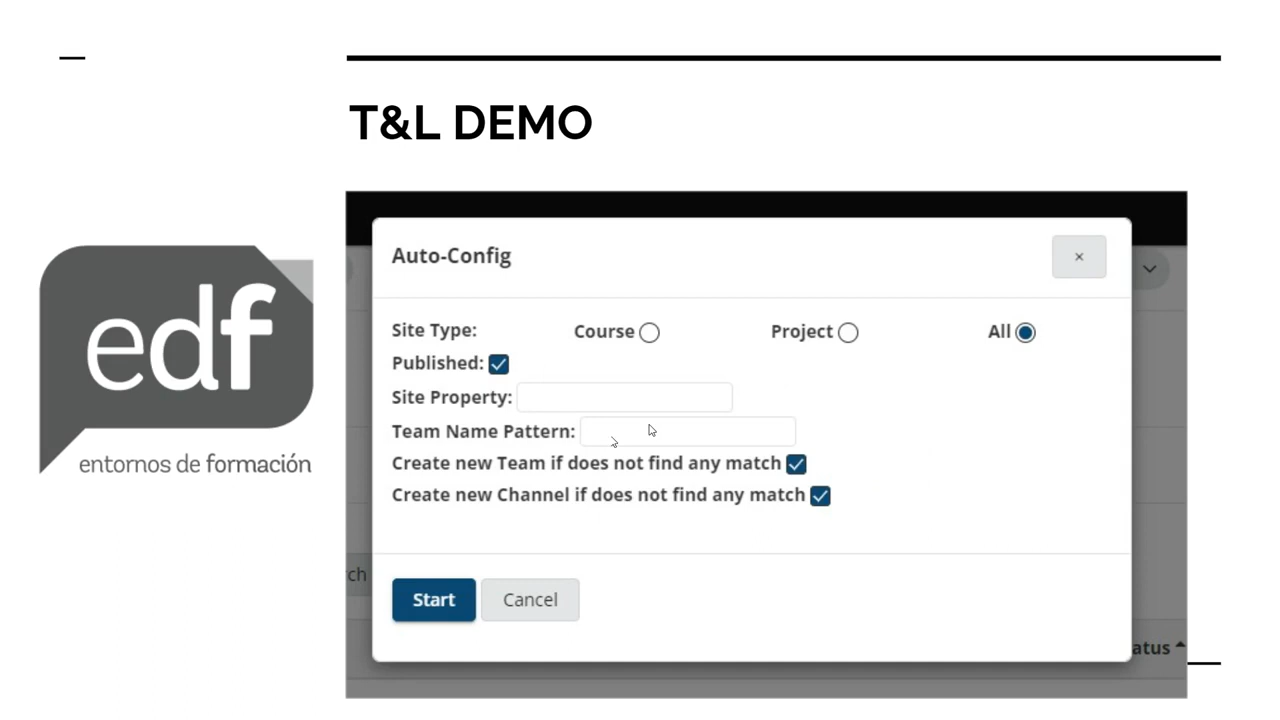 T&L DEMO
edf
entornos de formación
Auto-Config
×
Site Type: Course Project All
Published:
Site Property:
Team Name Pattern:
Create new Team if does not find any match
Create new Channel if does not find any match
rch
Start Cancel
atus